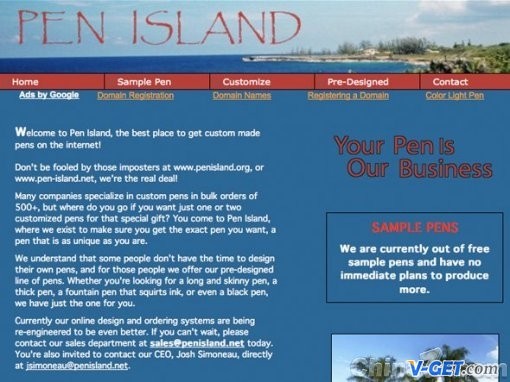 PEN ISLAND
Home
Sample Pen
Customize
Pre-Designed
Contact
Ads by Google
Domain Registration
Domain Names
Registering a Domain
Color Light Pen
Welcome to Pen Island, the best place to get custom made
pens on the internet!
Don't be fooled by those imposters at www.penisland.org, or
www.pen-island.net, we're the real deal!
Many companies specialize in custom pens in bulk orders of
500+, but where do you go if you want just one or two
customized pens for that special gift? You come to Pen Island,
where we exist to make sure you get the exact pen you want, a
pen that is as unique as you are.
We understand that some people don't have the time to design
their own pens, and for those people we offer our pre-designed
line of pens. Whether you're looking for a long and skinny pen, a
thick pen, a fountain pen that squirts ink, or even a black pen,
we have just the one for you.
Currently our online design and ordering systems are being
re-engineered to be even better. If you can't wait, please
contact our sales department at sales@penisland.net today.
You're also invited to contact our CEO, Josh Simoneau, directly
at jsimoneau@penisland.net.
Your Pen Is
Our Business
SAMPLE PENS
We are currently out of free
sample pens and have no
immediate plans to produce
more.
V-GET.com